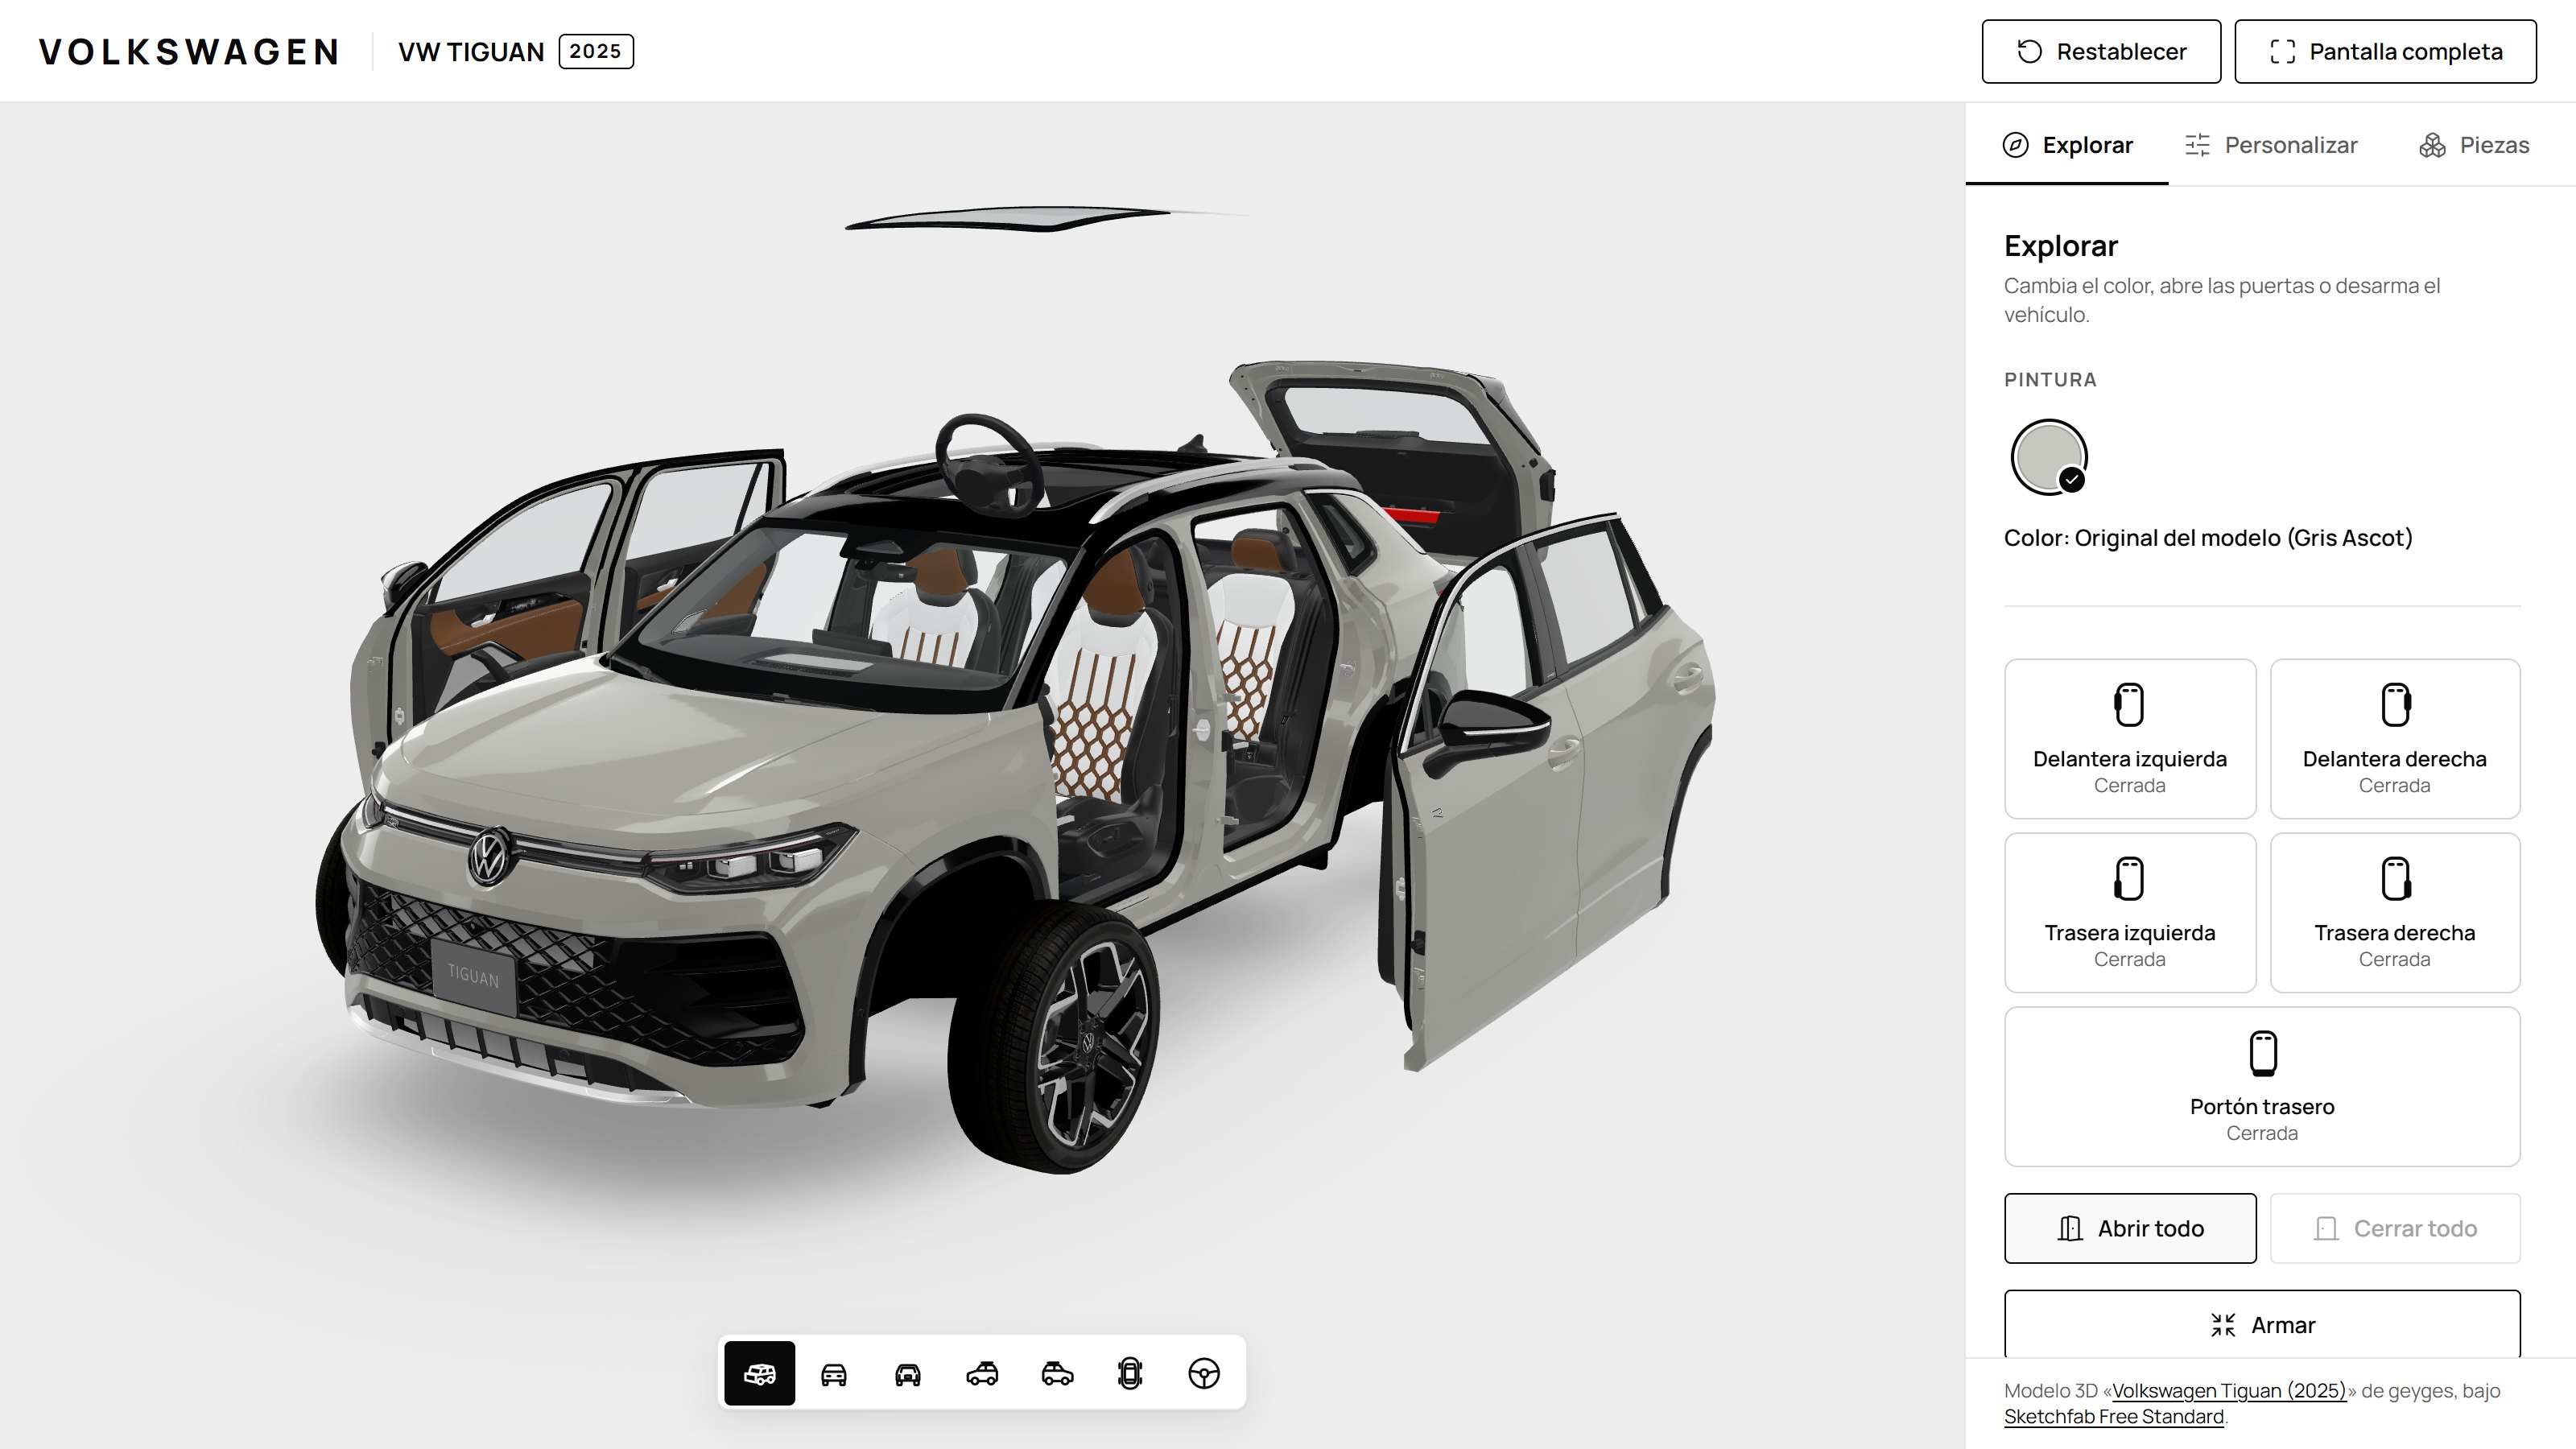 VOLKSWAGEN
VW TIGUAN 2025
Restablecer
Pantalla completa
Explorar
Personalizar
Piezas
Explorar
Cambia el color, abre las puertas o desarma el
vehículo.
PINTURA
Color: Original del modelo (Gris Ascot)
Delantera izquierda
Cerrada
Delantera derecha
Cerrada
Trasera izquierda
Cerrada
Trasera derecha
Cerrada
Portón trasero
Cerrada
Abrir todo
Cerrar todo
Armar
Modelo 3D «Volkswagen Tiguan (2025)» de geyges, bajo
Sketchfab Free Standard.
TIGUAN